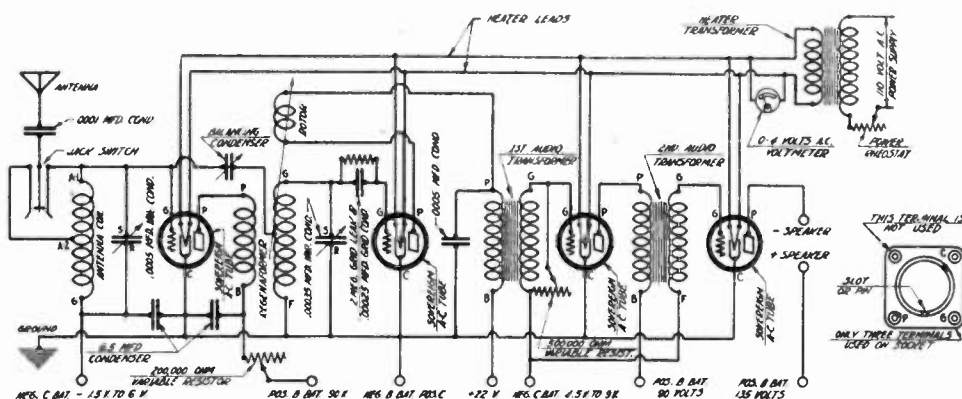 HEATER LEADS
HEATER
TRANSFORMER
110 VOLT A.C.
POWER SUPPLY
ANTENNA
.0001 MFD COND
JACK SWITCH
BALANCING
CONDENSER
ROTOR
1ST AUDIO
TRANSFORMER
2ND AUDIO
TRANSFORMER
0-4 VOLTS A.C.
VOLTMETER
POWER
RHEOSTAT
A-1
A-2
ANTENNA COIL
G
S
R
.0005 MFD. VAR. COND.
G
P
C
SOVEREIGN
A-C TUBE
P
B
G
F
S
R
.00035 MFD. VAR. COND.
2 MEG. GRID LEAK &
.00025 MFD GRID COND
G
P
C
SOVEREIGN
A-C TUBE
.0005 MFD COND
P
B
G
F
G
P
C
SOVEREIGN
A-C TUBE
P
B
G
F
G
P
C
SOVEREIGN
A-C TUBE
- SPEAKER
+ SPEAKER
THIS TERMINAL IS
NOT USED
SLOT
OR PIN
P
C
G
ONLY THREE TERMINALS
USED ON SOCKET
GROUND
CONDENSER
200,000 OHM
VARIABLE RESISTOR
500,000 OHM
VARIABLE RESIST.
NEG. C BAT. - 1.5 V. TO 6 V.
POS. B BAT. 90 V.
NEG. B BAT. POS. C
+22 V.
NEG. C BAT. 4.5 V. TO 9 V.
POS. B BAT.
90 VOLTS
POS. B BAT
135 VOLTS